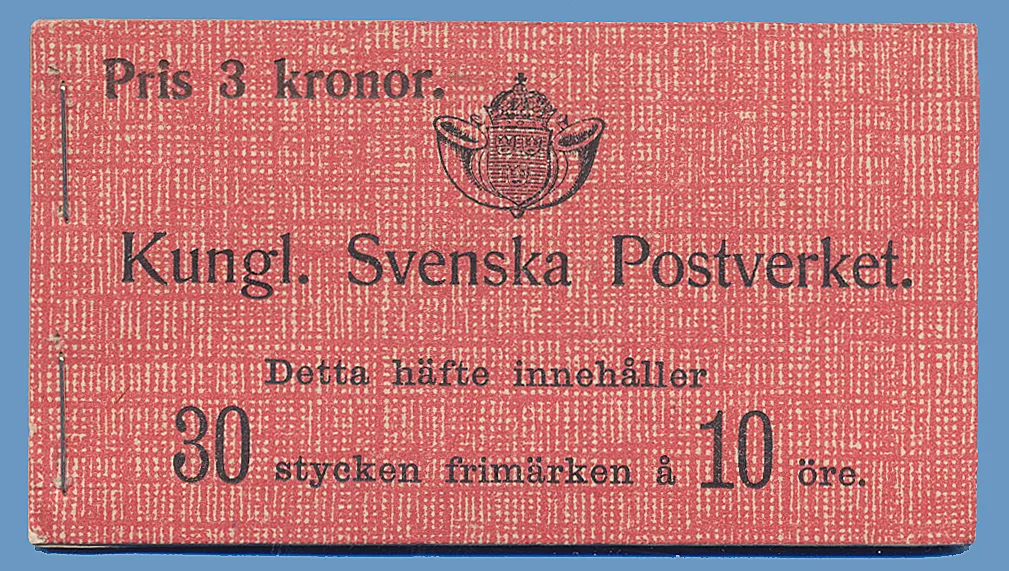 Pris 3 kronor.
Kungl. Svenska Postverket.
Detta häfte innehåller
30 stycken frimärken å 10 öre.